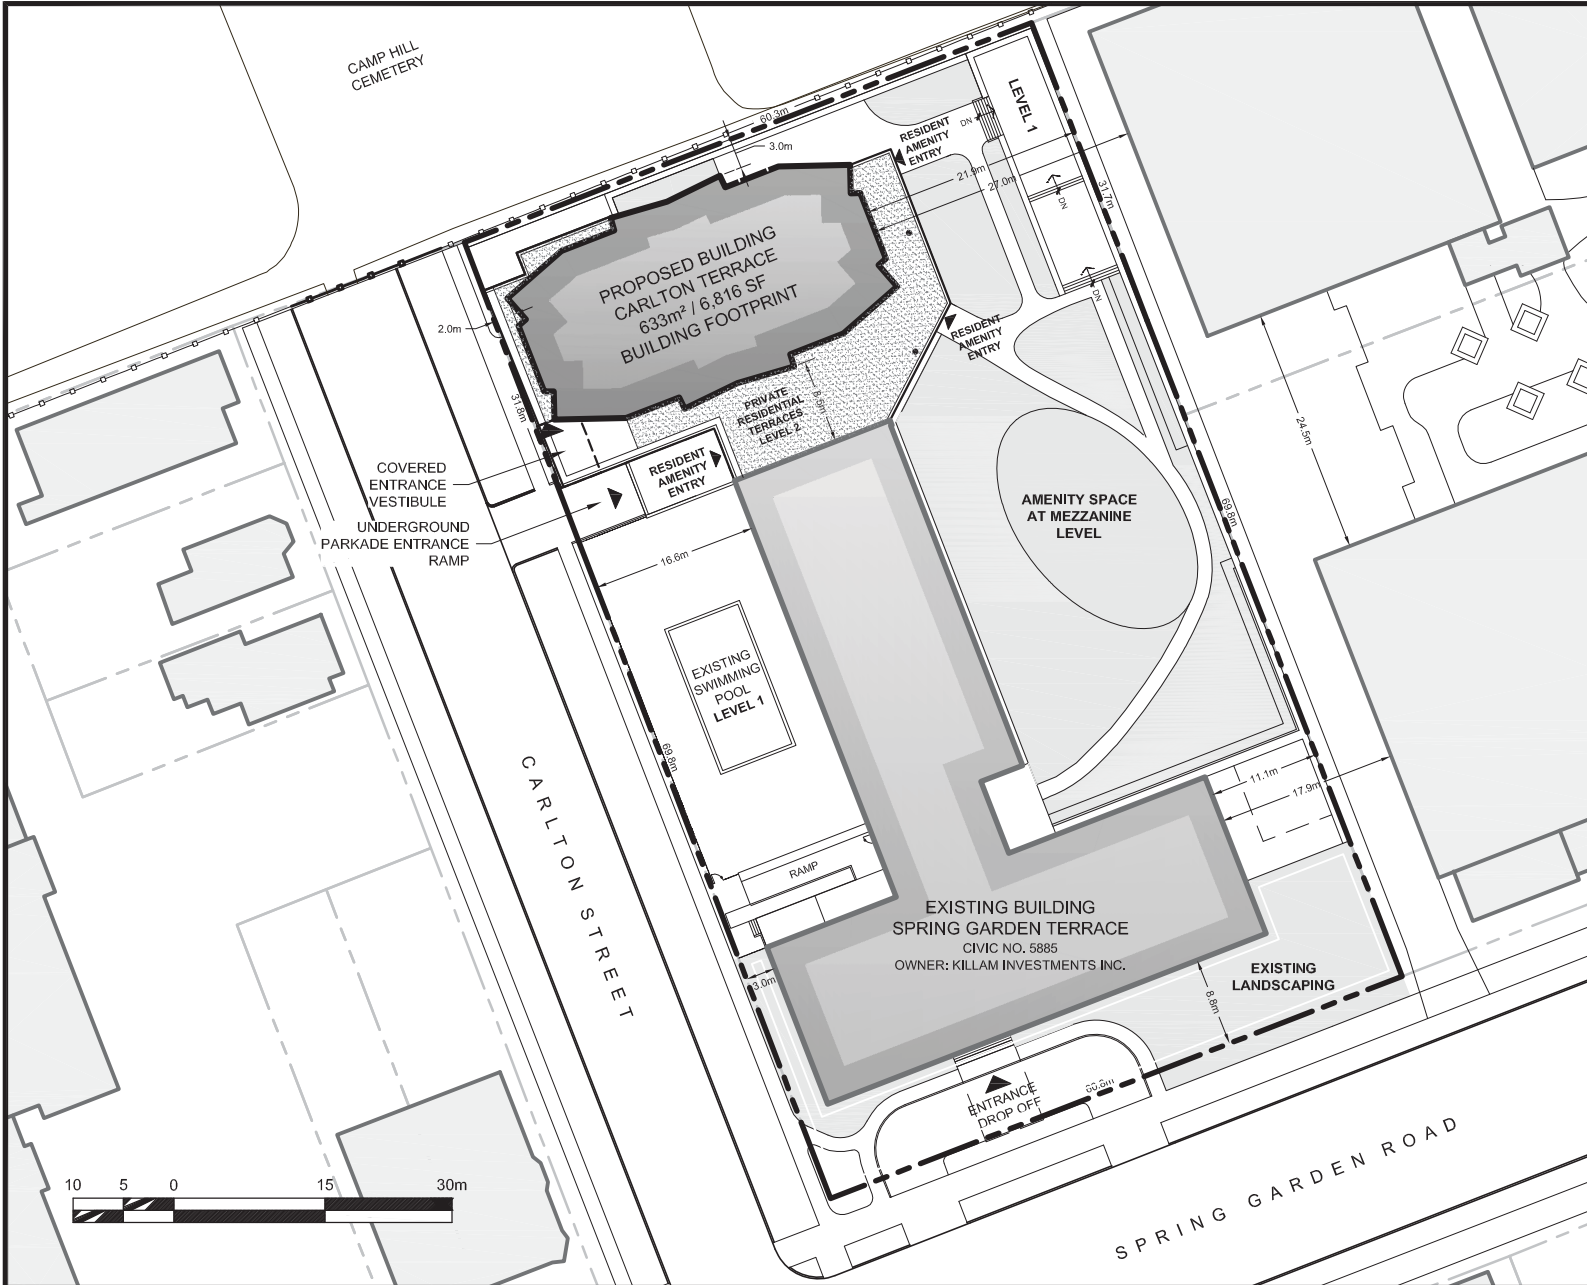 CAMP HILL
CEMETERY
60.3m
3.0m
LEVEL 1
DN
RESIDENT
AMENITY
ENTRY
21.9m
27.0m
31.7m
DN
DN
PROPOSED BUILDING
CARLTON TERRACE
633m² / 6,816 SF
BUILDING FOOTPRINT
2.0m
31.8m
RESIDENT
AMENITY
ENTRY
PRIVATE
RESIDENTIAL
TERRACES
LEVEL 2
24.5m
COVERED
ENTRANCE
VESTIBULE
RESIDENT
AMENITY
ENTRY
UNDERGROUND
PARKADE ENTRANCE
RAMP
AMENITY SPACE
AT MEZZANINE
LEVEL
69.8m
16.6m
EXISTING
SWIMMING
POOL
LEVEL 1
69.8m
11.1m
17.9m
CARLTON STREET
RAMP
EXISTING BUILDING
SPRING GARDEN TERRACE
CIVIC NO. 5885
OWNER: KILLAM INVESTMENTS INC.
3.0m
8.8m
EXISTING
LANDSCAPING
ENTRANCE
DROP OFF
SPRING GARDEN ROAD
10 5 0 15 30m